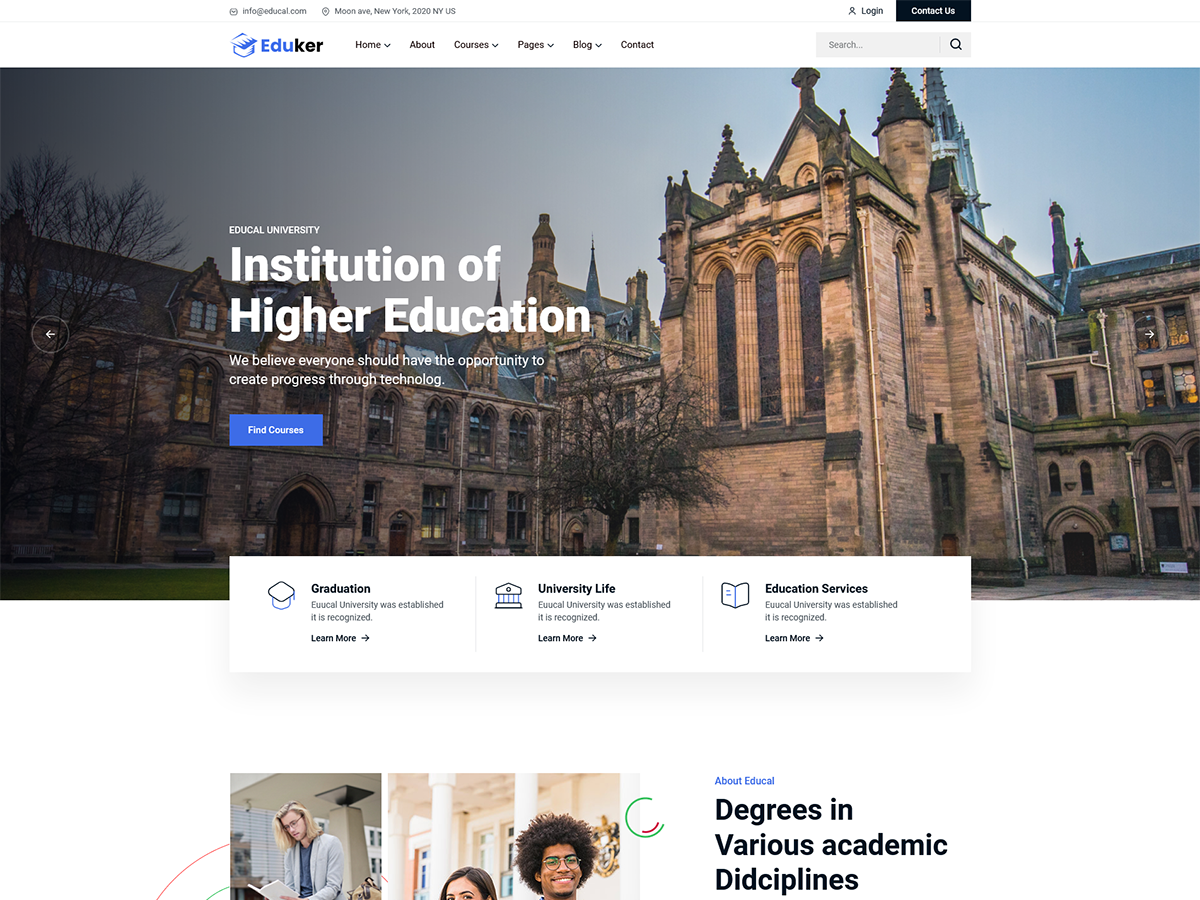 info@educal.com Moon ave, New York, 2020 NY US Login Contact Us
Eduker Home About Courses Pages Blog Contact Search...
EDUCAL UNIVERSITY
Institution of
Higher Education
We believe everyone should have the opportunity to
create progress through technolog.
Find Courses
Graduation
Euucal University was established
it is recognized.
Learn More
University Life
Euucal University was established
it is recognized.
Learn More
Education Services
Euucal University was established
it is recognized.
Learn More
About Educal
Degrees in
Various academic
Didciplines